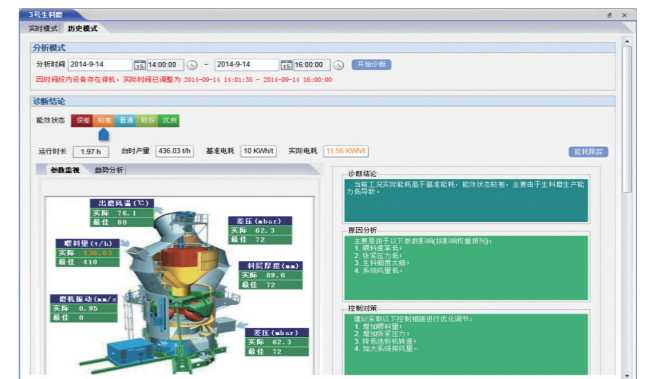 3号生料磨
实时模式 历史模式
分析模式
分析时间 2014-9-14 15 14:00:00 - 2014-9-14 15 16:00:00 开始诊断
因时间段内设备存在停机，实际时间已调整为 2014-09-14 14:01:35 - 2014-09-14 16:00:00
诊断结论
能效状态 很差 较差 普通 较好 优良
运行时长 1.97 h 台时产量 436.03 t/h 基准电耗 10 KWh/t 实际电耗 11.56 KWh/t 能耗跟踪
参数监视 趋势分析
出磨风温(℃)
实际 76.1
最佳 80
差压(mbar)
实际 62.3
最佳 72
喂料量(t/h)
实际 436.03
最佳 410
料层厚度(mm)
实际 89.0
最佳 72
磨机振动(mm/s
实际 0.95
最佳 0
差压(mbar)
实际 62.3
最佳 72
诊断结论
当前工况实际能耗高于基准能耗，能效状态较差，主要由于生料磨生产能
力低导致。
原因分析
主要是由于以下参数影响(按影响权重排列)：
1. 喂料速率低；
2. 张紧压力低；
3. 生料细度太细；
4. 系统风量低。
控制对策
建议采取以下控制措施进行优化调节：
1. 增加喂料量；
2. 增加张紧压力；
3. 降低选粉机转速；
4. 加大系统排风量。